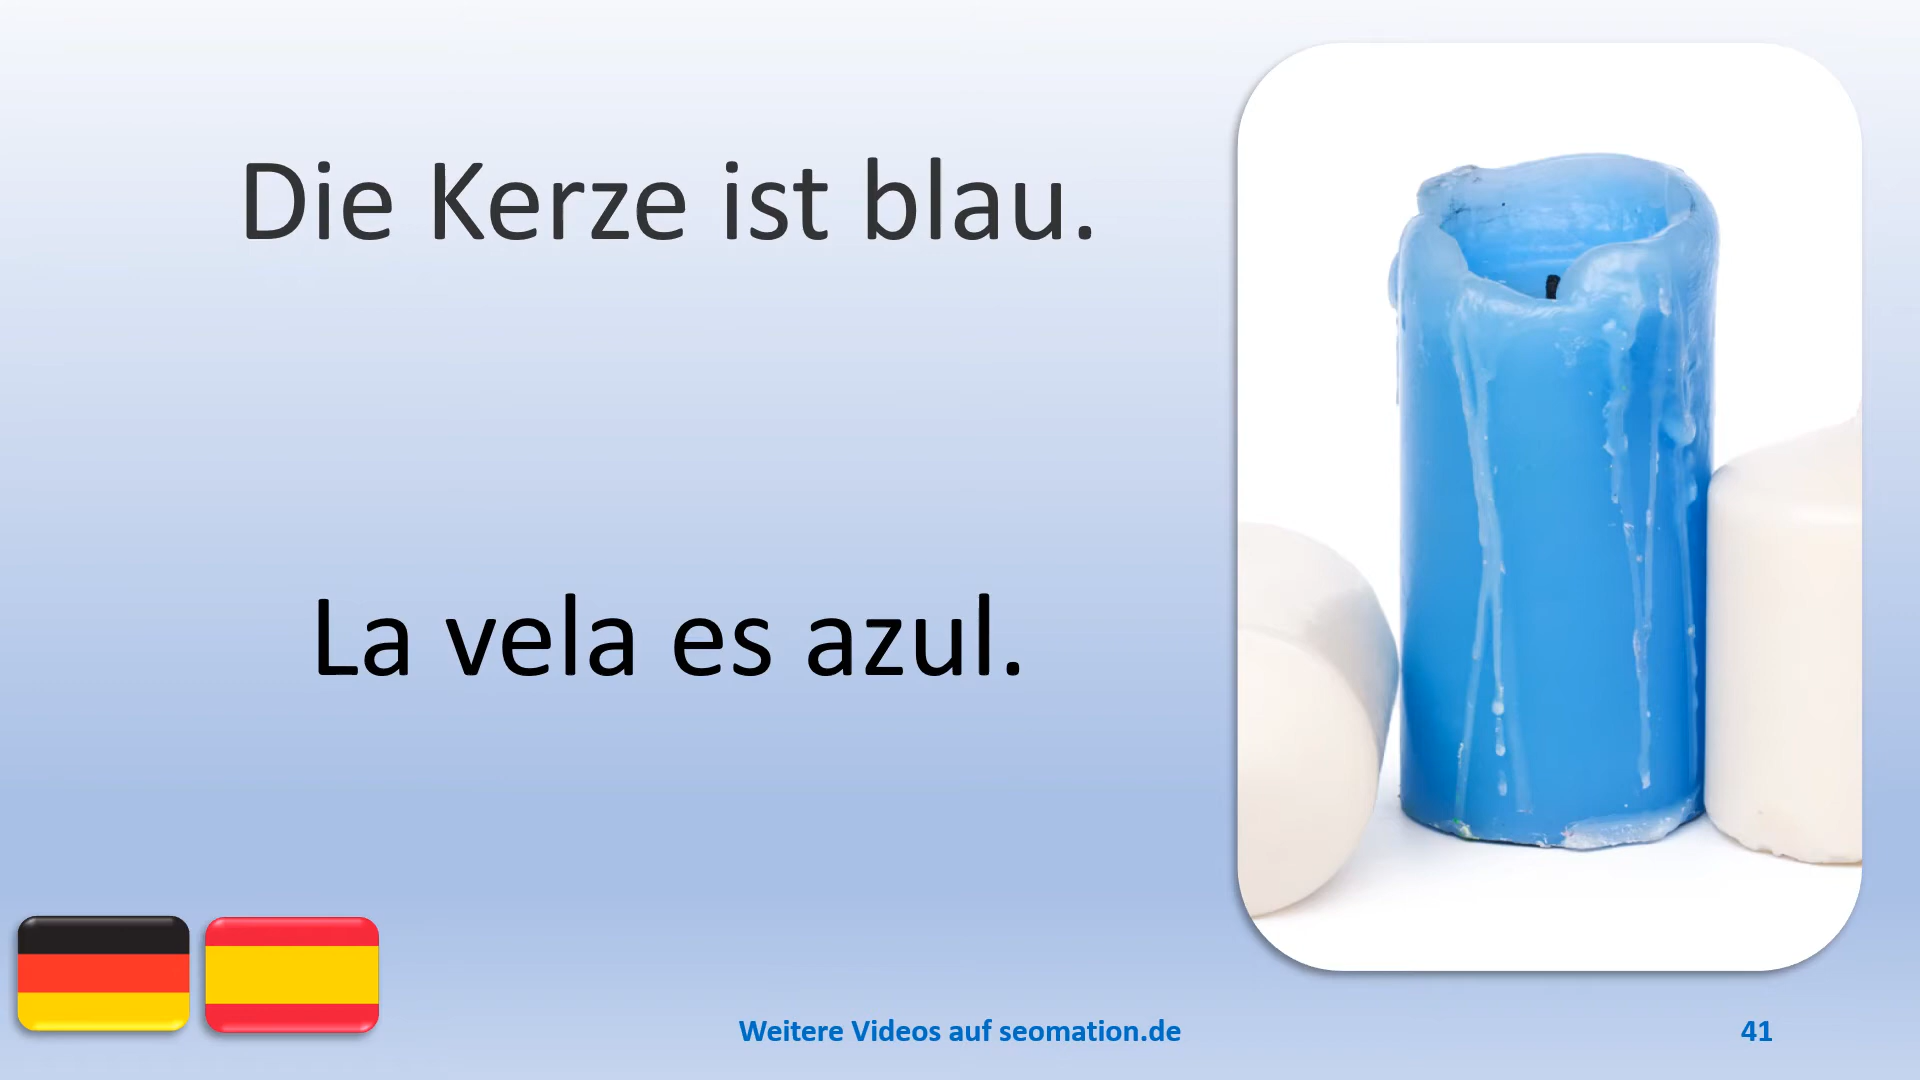 Die Kerze ist blau.
La vela es azul.
Weitere Videos auf seomation.de
41